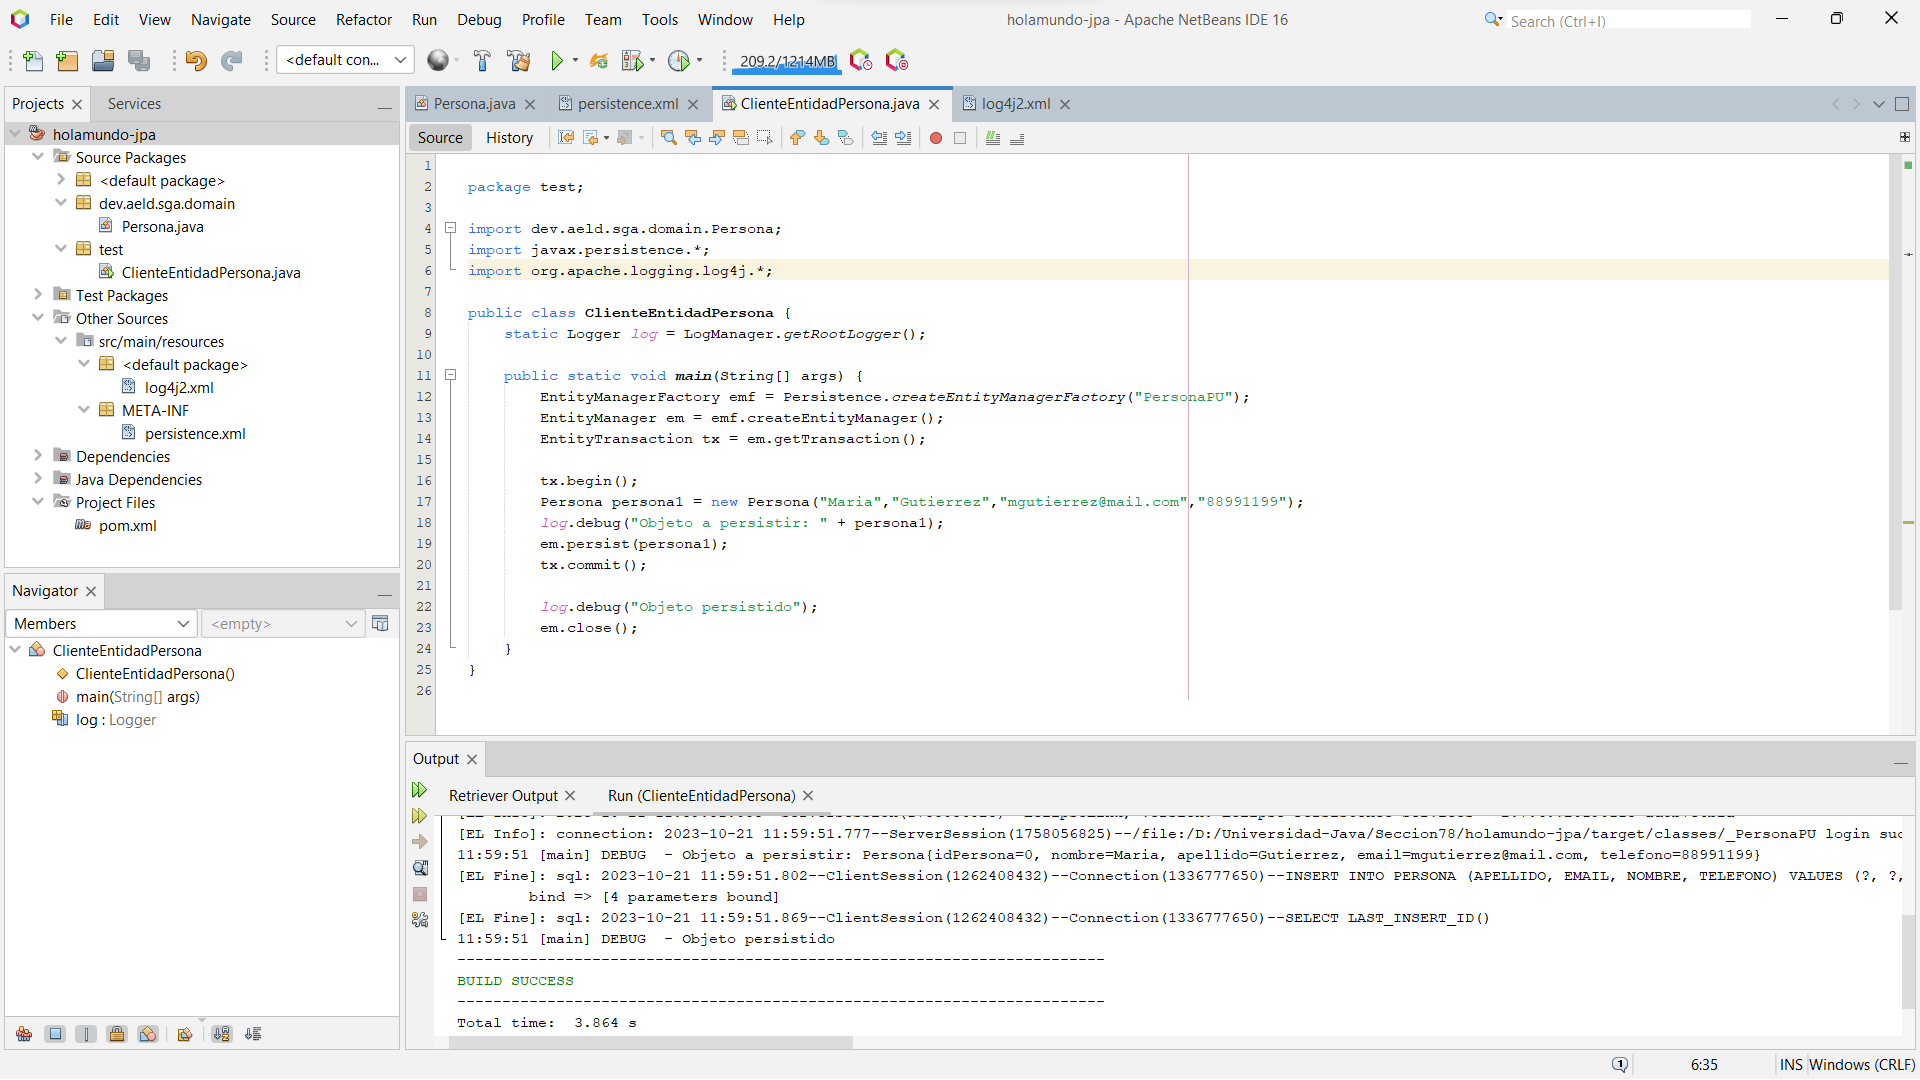 File Edit View Navigate Source Refactor Run Debug Profile Team Tools Window Help
holamundo-jpa - Apache NetBeans IDE 16
Search (Ctrl+I)
<default con...
209.2/1214MB
Projects
Services
holamundo-jpa
Source Packages
<default package>
dev.aeld.sga.domain
Persona.java
test
ClienteEntidadPersona.java
Test Packages
Other Sources
src/main/resources
<default package>
log4j2.xml
META-INF
persistence.xml
Dependencies
Java Dependencies
Project Files
pom.xml
Navigator
Members
<empty>
ClienteEntidadPersona
ClienteEntidadPersona()
main(String[] args)
log : Logger
Persona.java
persistence.xml
ClienteEntidadPersona.java
log4j2.xml
Source
History
1
2 package test;
3
4 import dev.aeld.sga.domain.Persona;
5 import javax.persistence.*;
6 import org.apache.logging.log4j.*;
7
8 public class ClienteEntidadPersona {
9 static Logger log = LogManager.getRootLogger();
10
11 public static void main(String[] args) {
12 EntityManagerFactory emf = Persistence.createEntityManagerFactory("PersonaPU");
13 EntityManager em = emf.createEntityManager();
14 EntityTransaction tx = em.getTransaction();
15
16 tx.begin();
17 Persona persona1 = new Persona("Maria","Gutierrez","mgutierrez@mail.com","88991199");
18 log.debug("Objeto a persistir: " + persona1);
19 em.persist(persona1);
20 tx.commit();
21
22 log.debug("Objeto persistido");
23 em.close();
24 }
25 }
26
Output
Retriever Output
Run (ClienteEntidadPersona)
[EL Info]: connection: 2023-10-21 11:59:51.777--ServerSession(1758056825)--/file:/D:/Universidad-Java/Seccion78/holamundo-jpa/target/classes/_PersonaPU login suc
11:59:51 [main] DEBUG  - Objeto a persistir: Persona{idPersona=0, nombre=Maria, apellido=Gutierrez, email=mgutierrez@mail.com, telefono=88991199}
[EL Fine]: sql: 2023-10-21 11:59:51.802--ClientSession(1262408432)--Connection(1336777650)--INSERT INTO PERSONA (APELLIDO, EMAIL, NOMBRE, TELEFONO) VALUES (?, ?,
bind => [4 parameters bound]
[EL Fine]: sql: 2023-10-21 11:59:51.869--ClientSession(1262408432)--Connection(1336777650)--SELECT LAST_INSERT_ID()
11:59:51 [main] DEBUG  - Objeto persistido
------------------------------------------------------------------------
BUILD SUCCESS
------------------------------------------------------------------------
Total time:  3.864 s
1
6:35
INS
Windows (CRLF)